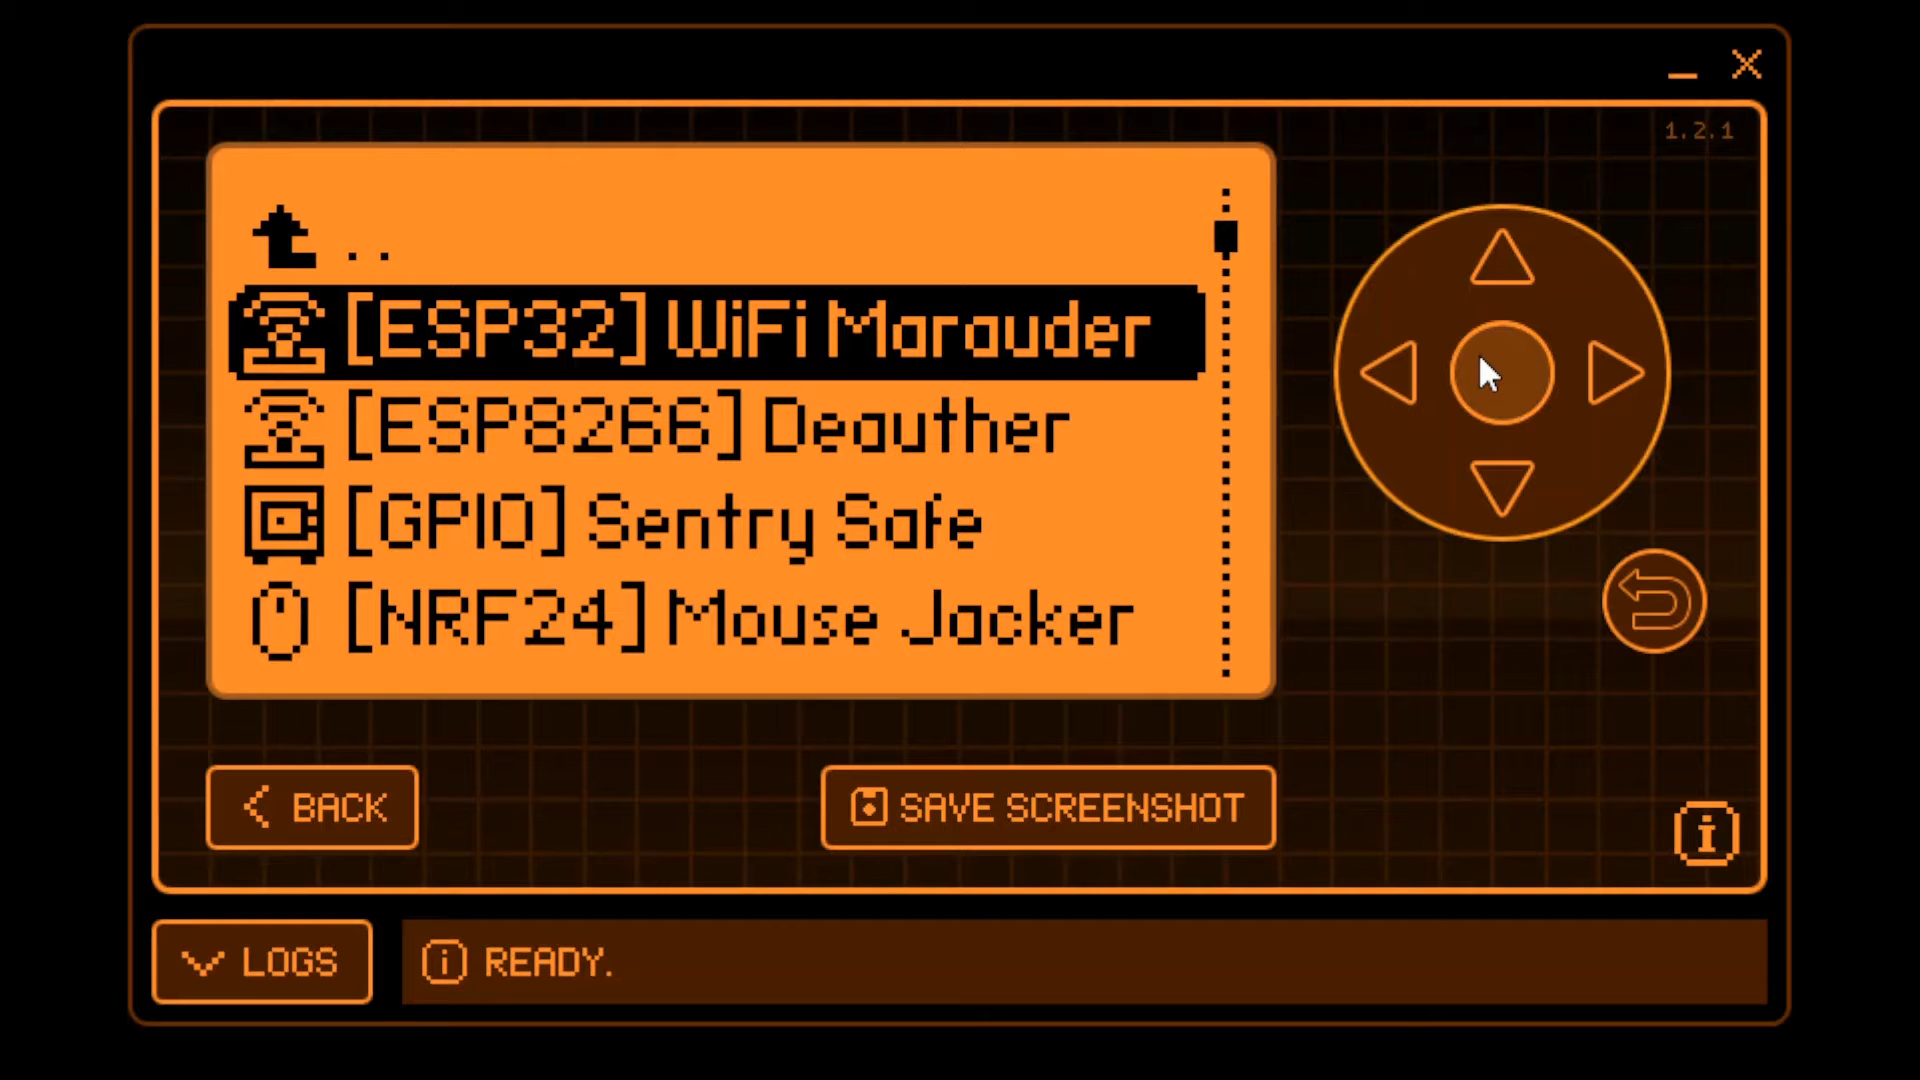 1.2.1
..
[ESP32] WiFi Marauder
[ESP8266] Deauther
[GPIO] Sentry Safe
[NRF24] Mouse Jacker
BACK
SAVE SCREENSHOT
LOGS
READY.